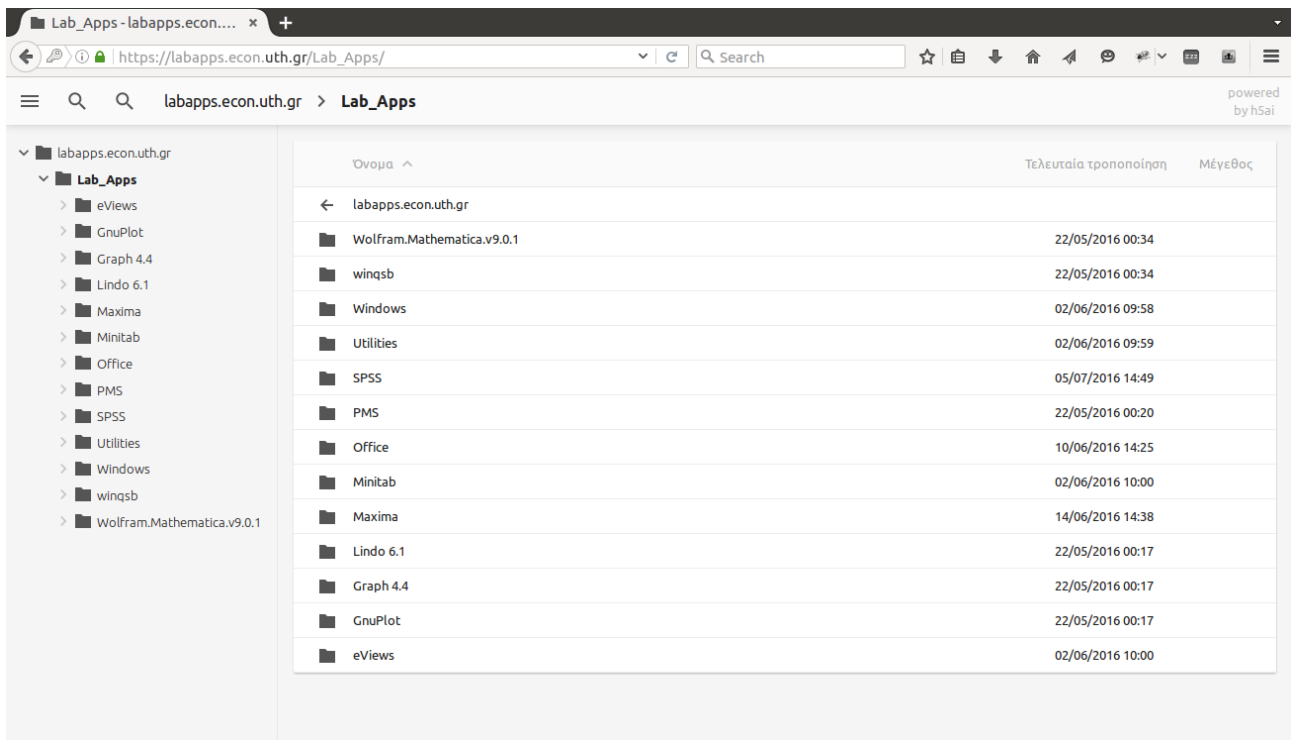 Lab_Apps - labapps.econ....
https://labapps.econ.uth.gr/Lab_Apps/
Search
labapps.econ.uth.gr > Lab_Apps
powered
by h5ai
labapps.econ.uth.gr
Lab_Apps
eViews
GnuPlot
Graph 4.4
Lindo 6.1
Maxima
Minitab
Office
PMS
SPSS
Utilities
Windows
winqsb
Wolfram.Mathematica.v9.0.1
Όνομα Τελευταία τροποποίηση Μέγεθος
labapps.econ.uth.gr
Wolfram.Mathematica.v9.0.1 22/05/2016 00:34
winqsb 22/05/2016 00:34
Windows 02/06/2016 09:58
Utilities 02/06/2016 09:59
SPSS 05/07/2016 14:49
PMS 22/05/2016 00:20
Office 10/06/2016 14:25
Minitab 02/06/2016 10:00
Maxima 14/06/2016 14:38
Lindo 6.1 22/05/2016 00:17
Graph 4.4 22/05/2016 00:17
GnuPlot 22/05/2016 00:17
eViews 02/06/2016 10:00